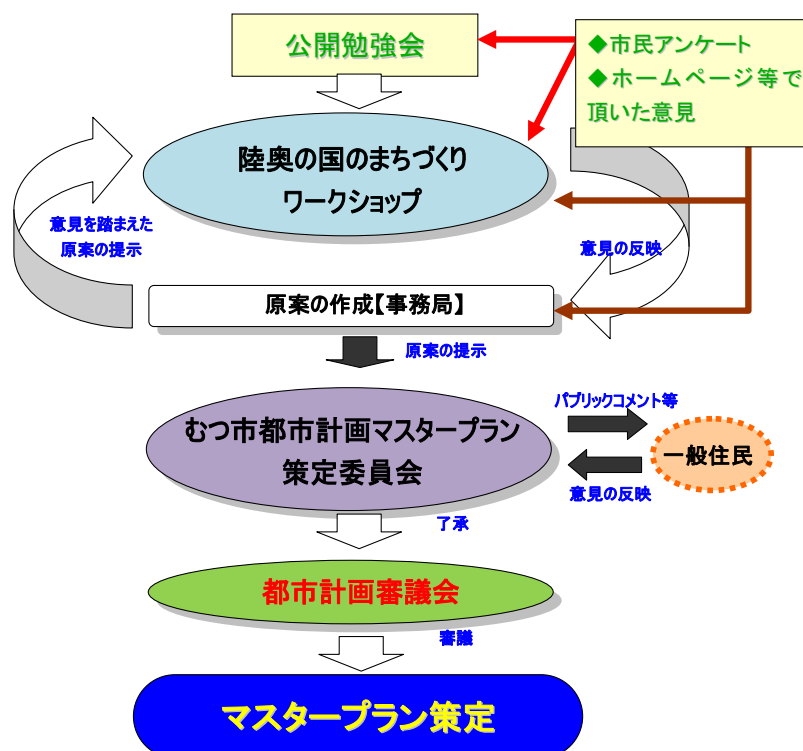 公開勉強会
◆市民アンケート
◆ホームページ等で
頂いた意見
陸奥の国のまちづくり
ワークショップ
意見を踏まえた
原案の提示
意見の反映
原案の作成【事務局】
原案の提示
むつ市都市計画マスタープラン
策定委員会
パブリックコメント等
一般住民
意見の反映
了承
都市計画審議会
審議
マスタープラン策定